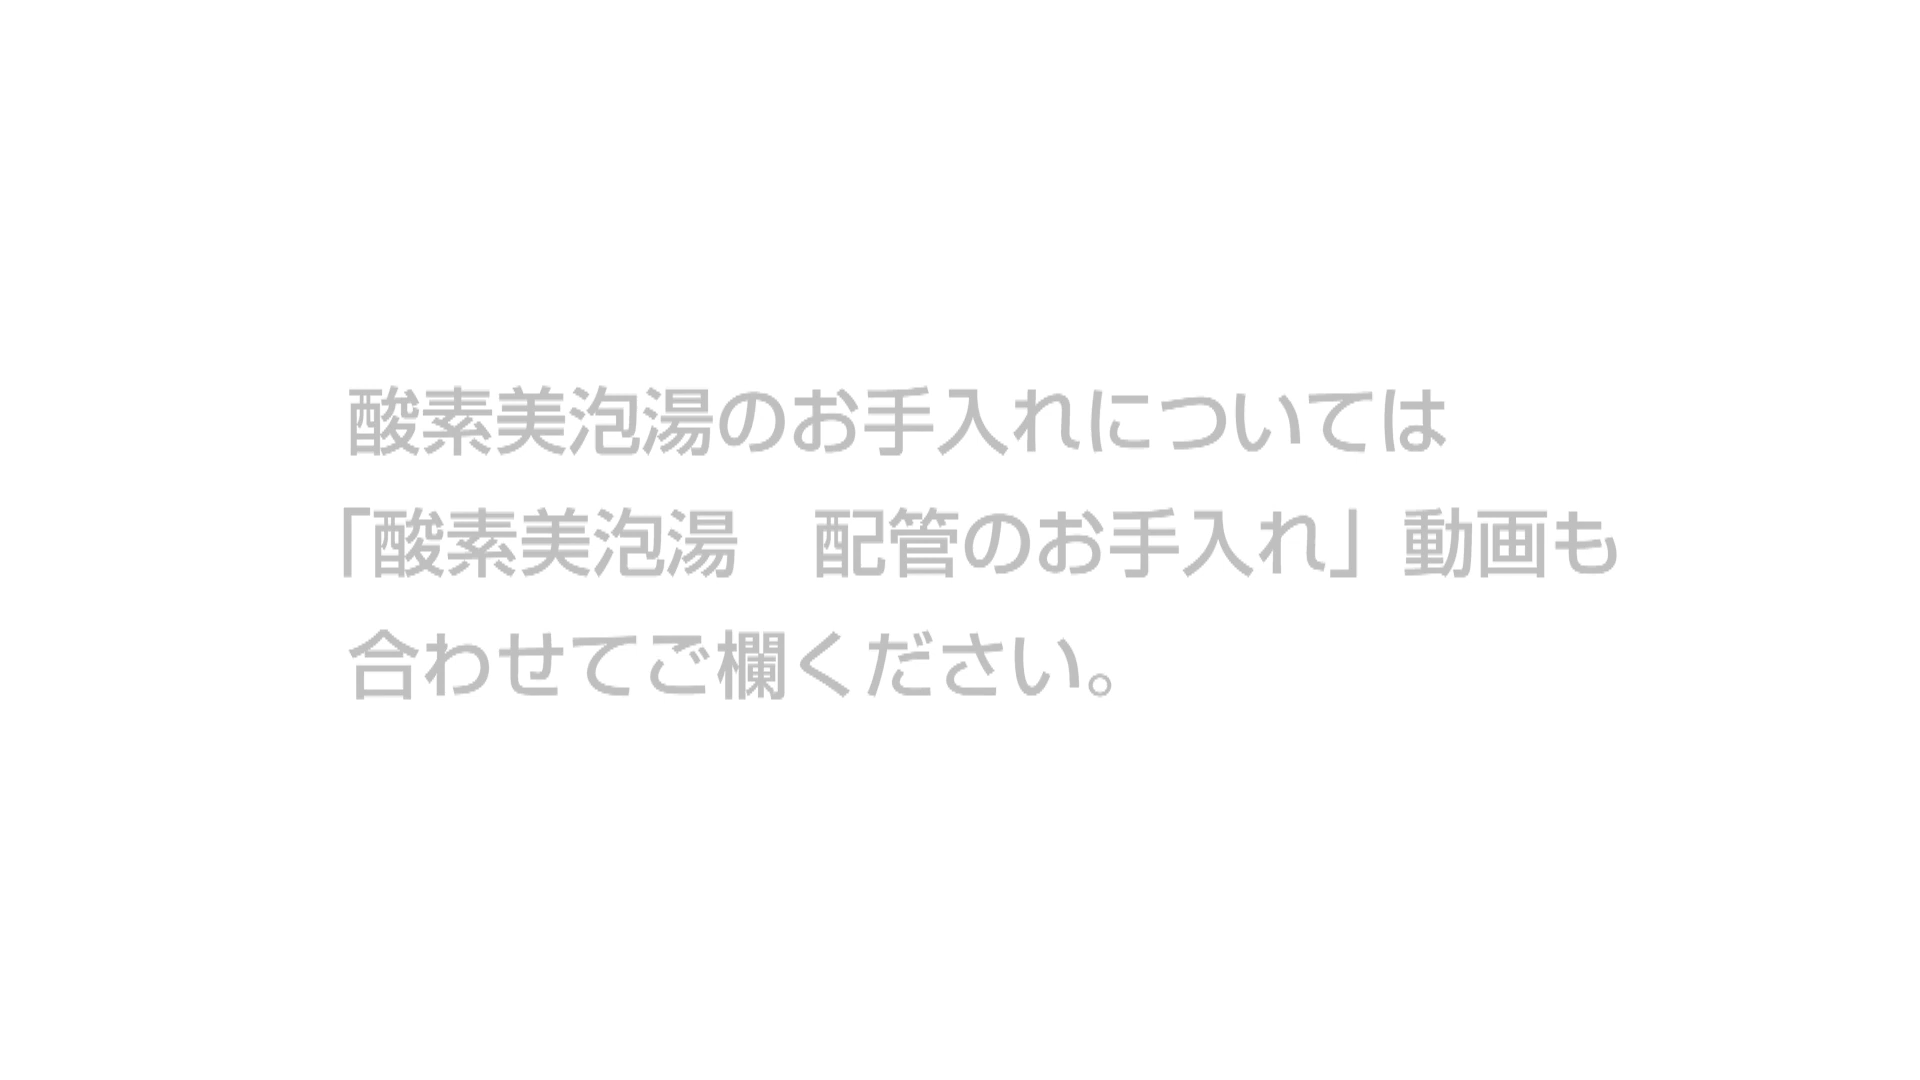 酸素美泡湯のお手入れについては
「酸素美泡湯　配管のお手入れ」動画も
合わせてご欄ください。